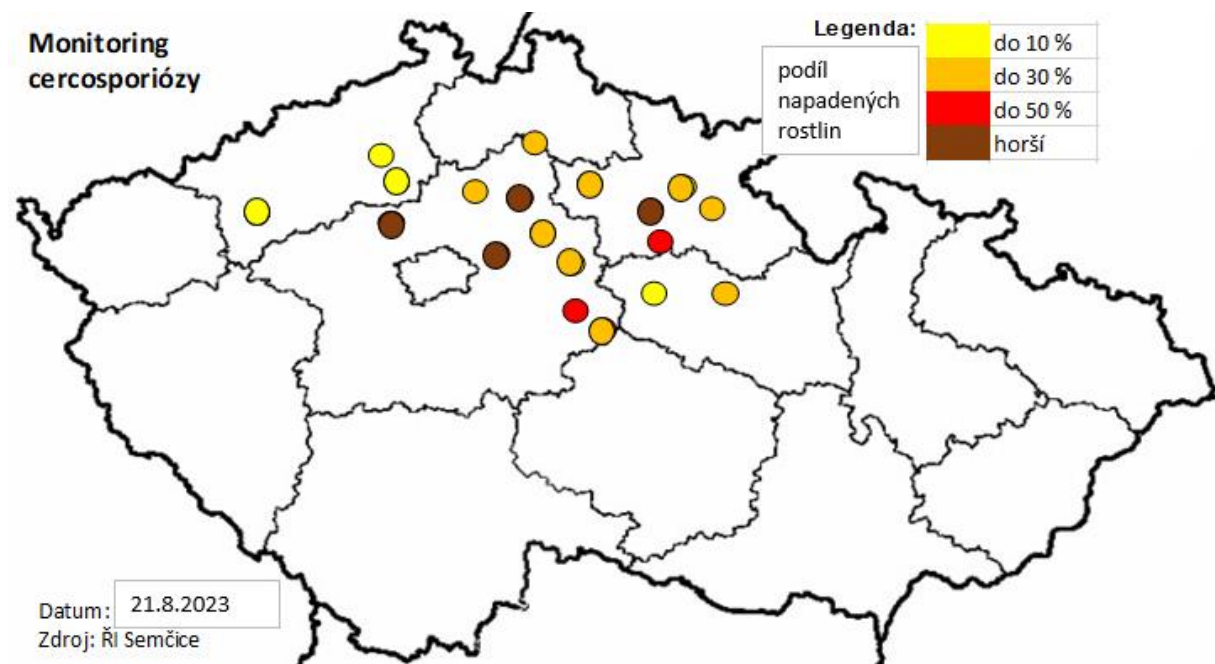 Monitoring
cercosporiózy
Legenda:
podíl
napadených
rostlin
do 10 %
do 30 %
do 50 %
horší
Datum: 21.8.2023
Zdroj: ŘI Semčice